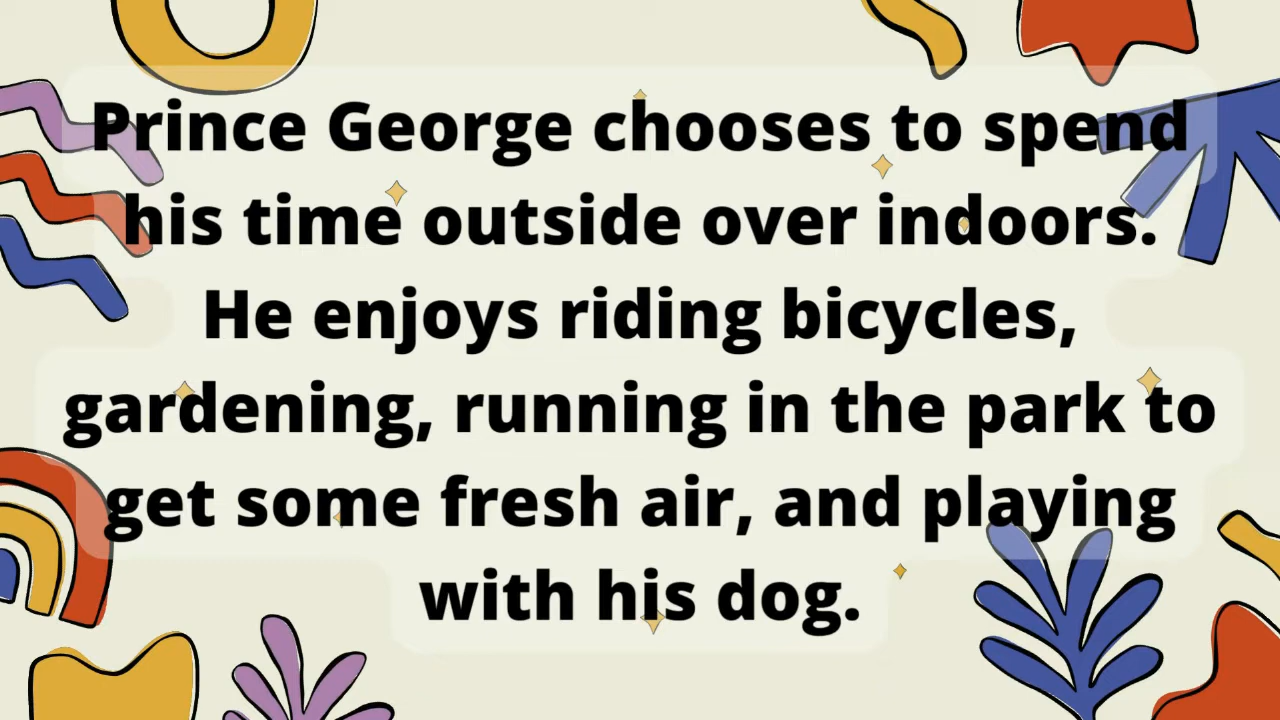 Prince George chooses to spend
his time outside over indoors.
He enjoys riding bicycles,
gardening, running in the park to
get some fresh air, and playing
with his dog.